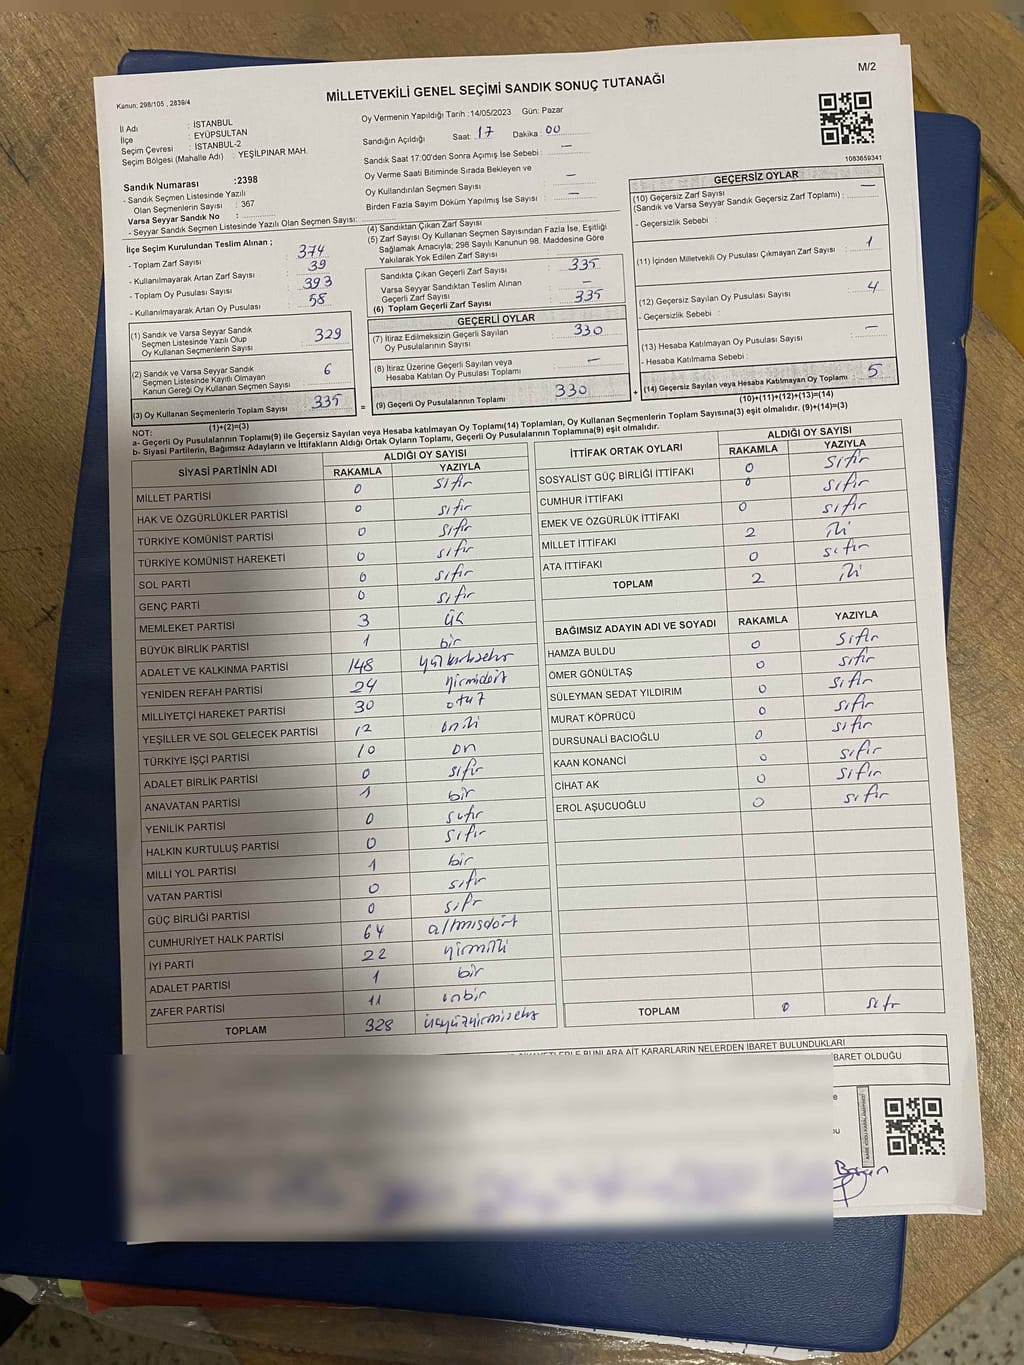 M/2
Kanun; 298/105 , 2839/4
MİLLETVEKİLİ GENEL SEÇİMİ SANDIK SONUÇ TUTANAĞI
İl Adı : İSTANBUL
İlçe : EYÜPSULTAN
Seçim Çevresi : İSTANBUL-2
Seçim Bölgesi (Mahalle Adı) : YEŞİLPINAR MAH.
Sandık Numarası :2398
- Sandık Seçmen Listesinde Yazılı
Olan Seçmenlerin Sayısı : 367
Varsa Seyyar Sandık No :
- Seyyar Sandık Seçmen Listesinde Yazılı Olan Seçmen Sayısı:
Oy Vermenin Yapıldığı Tarih :14/05/2023 Gün: Pazar
Sandığın Açıldığı Saat: 17 Dakika : 00
Sandık Saat 17:00'den Sonra Açımış İse Sebebi : —
Oy Verme Saati Bitiminde Sırada Bekleyen ve
Oy Kullandırılan Seçmen Sayısı : —
Birden Fazla Sayım Döküm Yapılmış İse Sayısı : —
1083659341
İlçe Seçim Kurulundan Teslim Alınan ;
- Toplam Zarf Sayısı : 374
- Kullanılmayarak Artan Zarf Sayısı : 39
- Toplam Oy Pusulası Sayısı : 393
- Kullanılmayarak Artan Oy Pusulası : 58
(1) Sandık ve Varsa Seyyar Sandık
Seçmen Listesinde Yazılı Olup
Oy Kullanan Seçmenlerin Sayısı : 329
(2) Sandık ve Varsa Seyyar Sandık
Seçmen Listesinde Kayıtlı Olmayan
Kanun Gereği Oy Kullanan Seçmen Sayısı : 6
(3) Oy Kullanan Seçmenlerin Toplam Sayısı 335
(1)+(2)=(3)
(4) Sandıktan Çıkan Zarf Sayısı :
(5) Zarf Sayısı Oy Kullanan Seçmen Sayısından Fazla İse, Eşitliği
Sağlamak Amacıyla; 298 Sayılı Kanunun 98. Maddesine Göre
Yakılarak Yok Edilen Zarf Sayısı :
Sandıkta Çıkan Geçerli Zarf Sayısı : 335
Varsa Seyyar Sandıktan Teslim Alınan
Geçerli Zarf Sayısı : —
(6) Toplam Geçerli Zarf Sayısı : 335
GEÇERLİ OYLAR
(7) İtiraz Edilmeksizin Geçerli Sayılan
Oy Pusulalarının Sayısı : 330
(8) İtiraz Üzerine Geçerli Sayılan veya
Hesaba Katılan Oy Pusulası Toplamı : —
(9) Geçerli Oy Pusulalarının Toplamı 330
GEÇERSİZ OYLAR
(10) Geçersiz Zarf Sayısı
(Sandık ve Varsa Seyyar Sandık Geçersiz Zarf Toplamı) : —
- Geçersizlik Sebebi :
(11) İçinden Milletvekili Oy Pusulası Çıkmayan Zarf Sayısı : 1
(12) Geçersiz Sayılan Oy Pusulası Sayısı : 4
- Geçersizlik Sebebi :
(13) Hesaba Katılmayan Oy Pusulası Sayısı : —
- Hesaba Katılmama Sebebi :
(14) Geçersiz Sayılan veya Hesaba Katılmayan Oy Toplamı : 5
(10)+(11)+(12)+(13)=(14)
NOT:
a- Geçerli Oy Pusulalarının Toplamı(9) ile Geçersiz Sayılan veya Hesaba katılmayan Oy Toplamı(14) Toplamları, Oy Kullanan Seçmenlerin Toplam Sayısına(3) eşit olmalıdır. (9)+(14)=(3)
b- Siyasi Partilerin, Bağımsız Adayların ve İttifakların Aldığı Ortak Oyların Toplamı, Geçerli Oy Pusulalarının Toplamına(9) eşit olmalıdır.
SİYASİ PARTİNİN ADI ALDIĞI OY SAYISI
RAKAMLA YAZIYLA
MİLLET PARTİSİ 0 sıfır
HAK VE ÖZGÜRLÜKLER PARTİSİ 0 sıfır
TÜRKİYE KOMÜNİST PARTİSİ 0 sıfır
TÜRKİYE KOMÜNİST HAREKETİ 0 sıfır
SOL PARTİ 0 sıfır
GENÇ PARTİ 0 sıfır
MEMLEKET PARTİSİ 3 üç
BÜYÜK BİRLİK PARTİSİ 1 bir
ADALET VE KALKINMA PARTİSİ 148 yüzkırksekiz
YENİDEN REFAH PARTİSİ 24 yirmidört
MİLLİYETÇİ HAREKET PARTİSİ 30 otuz
YEŞİLLER VE SOL GELECEK PARTİSİ 12 oniki
TÜRKİYE İŞÇİ PARTİSİ 10 on
ADALET BİRLİK PARTİSİ 0 sıfır
ANAVATAN PARTİSİ 1 bir
YENİLİK PARTİSİ 0 sıfır
HALKIN KURTULUŞ PARTİSİ 0 sıfır
MİLLİ YOL PARTİSİ 1 bir
VATAN PARTİSİ 0 sıfır
GÜÇ BİRLİĞİ PARTİSİ 0 sıfır
CUMHURİYET HALK PARTİSİ 64 altmışdört
İYİ PARTİ 22 yirmiiki
ADALET PARTİSİ 1 bir
ZAFER PARTİSİ 11 onbir
TOPLAM 328 üçyüzyirmisekiz
İTTİFAK ORTAK OYLARI ALDIĞI OY SAYISI
RAKAMLA YAZIYLA
SOSYALİST GÜÇ BİRLİĞİ İTTİFAKI 0 sıfır
CUMHUR İTTİFAKI 0 sıfır
EMEK VE ÖZGÜRLÜK İTTİFAKI 0 sıfır
MİLLET İTTİFAKI 2 iki
ATA İTTİFAKI 0 sıfır
TOPLAM 2 iki
BAĞIMSIZ ADAYIN ADI VE SOYADI RAKAMLA YAZIYLA
HAMZA BULDU 0 sıfır
ÖMER GÖNÜLTAŞ 0 sıfır
SÜLEYMAN SEDAT YILDIRIM 0 sıfır
MURAT KÖPRÜCÜ 0 sıfır
DURSUNALİ BACIOĞLU 0 sıfır
KAAN KONANCİ 0 sıfır
CİHAT AK 0 sıfır
EROL AŞUCUOĞLU 0 sıfır
TOPLAM 0 sıfır
BUNLARA AİT KARARLARIN NELERDEN İBARET BULUNDUKLARI
İBARET OLDUĞU